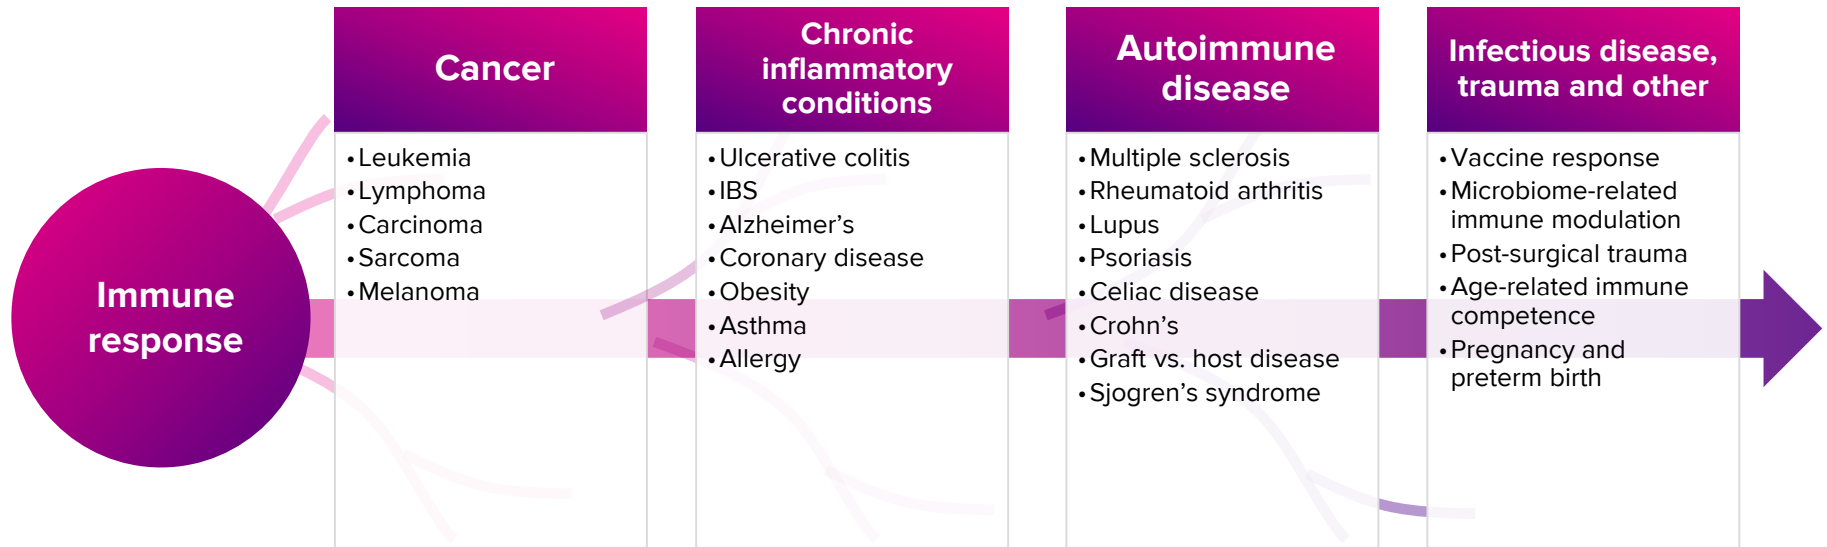 Immune
response
Cancer
•Leukemia
•Lymphoma
•Carcinoma
•Sarcoma
•Melanoma
Chronic
inflammatory
conditions
•Ulcerative colitis
•IBS
•Alzheimer’s
•Coronary disease
•Obesity
•Asthma
•Allergy
Autoimmune
disease
•Multiple sclerosis
•Rheumatoid arthritis
•Lupus
•Psoriasis
•Celiac disease
•Crohn’s
•Graft vs. host disease
•Sjogren’s syndrome
Infectious disease,
trauma and other
•Vaccine response
•Microbiome-related
immune modulation
•Post-surgical trauma
•Age-related immune
competence
•Pregnancy and
preterm birth